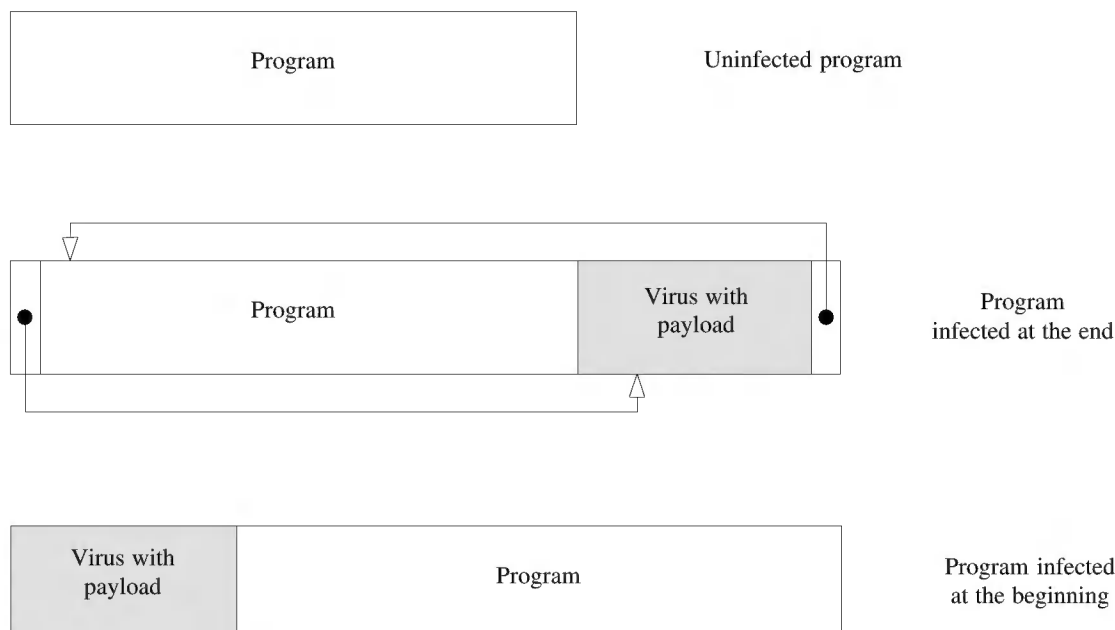 Program
Uninfected program
Program
Virus with
payload
Program
infected at the end
Virus with
payload
Program
Program infected
at the beginning